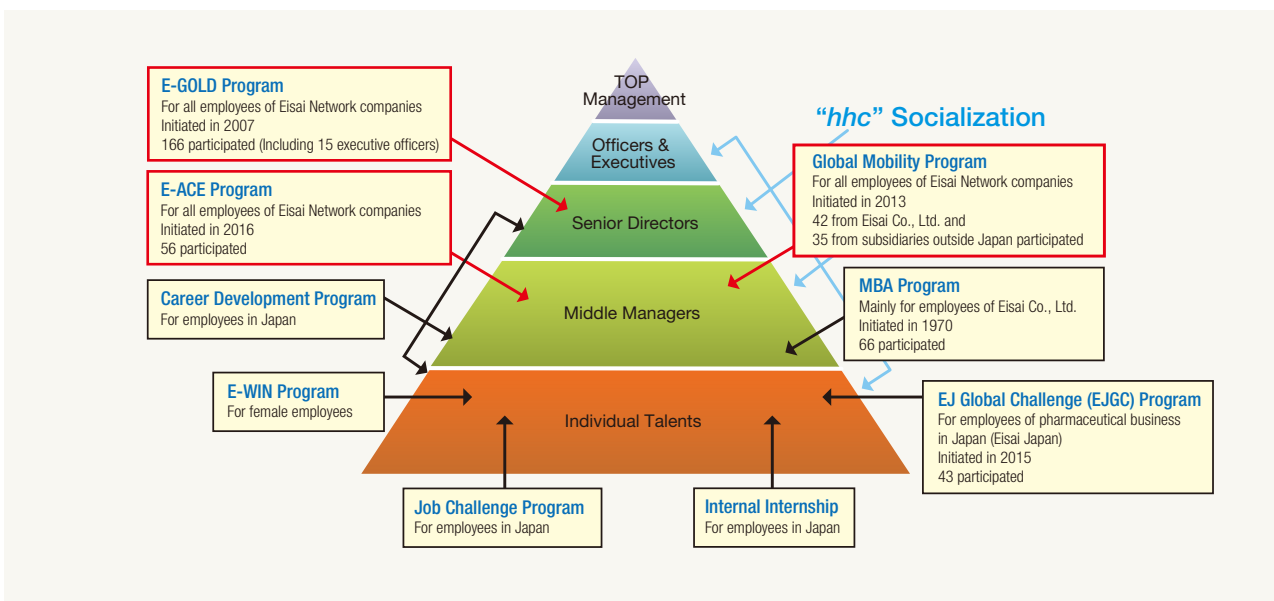 TOP
Management
Officers &
Executives
Senior Directors
Middle Managers
Individual Talents
"hhc" Socialization
E-GOLD Program
For all employees of Eisai Network companies
Initiated in 2007
166 participated (Including 15 executive officers)
E-ACE Program
For all employees of Eisai Network companies
Initiated in 2016
56 participated
Career Development Program
For employees in Japan
E-WIN Program
For female employees
Job Challenge Program
For employees in Japan
Internal Internship
For employees in Japan
Global Mobility Program
For all employees of Eisai Network companies
Initiated in 2013
42 from Eisai Co., Ltd. and
35 from subsidiaries outside Japan participated
MBA Program
Mainly for employees of Eisai Co., Ltd.
Initiated in 1970
66 participated
EJ Global Challenge (EJGC) Program
For employees of pharmaceutical business
in Japan (Eisai Japan)
Initiated in 2015
43 participated